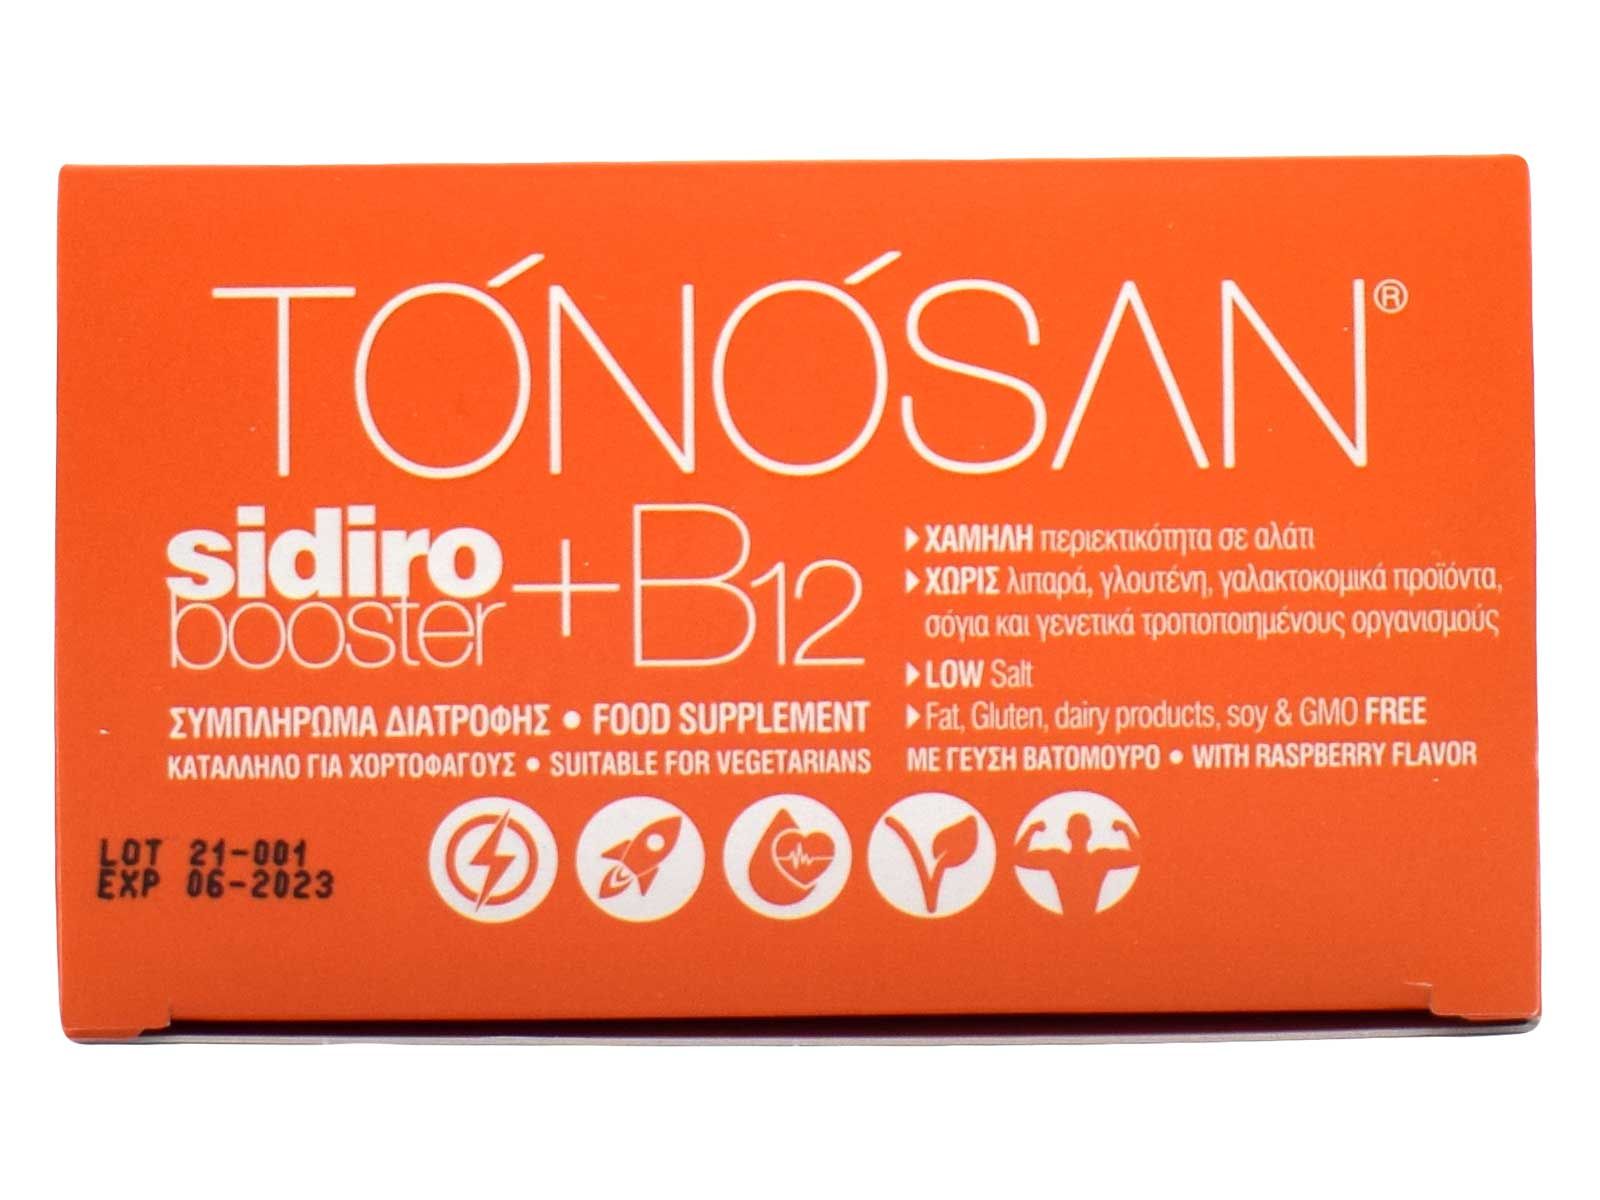 TÓNÓSAN®
sidiro
booster
+B12
ΣΥΜΠΛΗΡΩΜΑ ΔΙΑΤΡΟΦΗΣ • FOOD SUPPLEMENT
ΚΑΤΑΛΛΗΛΟ ΓΙΑ ΧΟΡΤΟΦΑΓΟΥΣ • SUITABLE FOR VEGETARIANS
ΧΑΜΗΛΗ περιεκτικότητα σε αλάτι
ΧΩΡΙΣ λιπαρά, γλουτένη, γαλακτοκομικά προϊόντα,
σόγια και γενετικά τροποποιημένους οργανισμούς
LOW Salt
Fat, Gluten, dairy products, soy & GMO FREE
ΜΕ ΓΕΥΣΗ ΒΑΤΟΜΟΥΡΟ • WITH RASPBERRY FLAVOR
LOT 21-001
EXP 06-2023